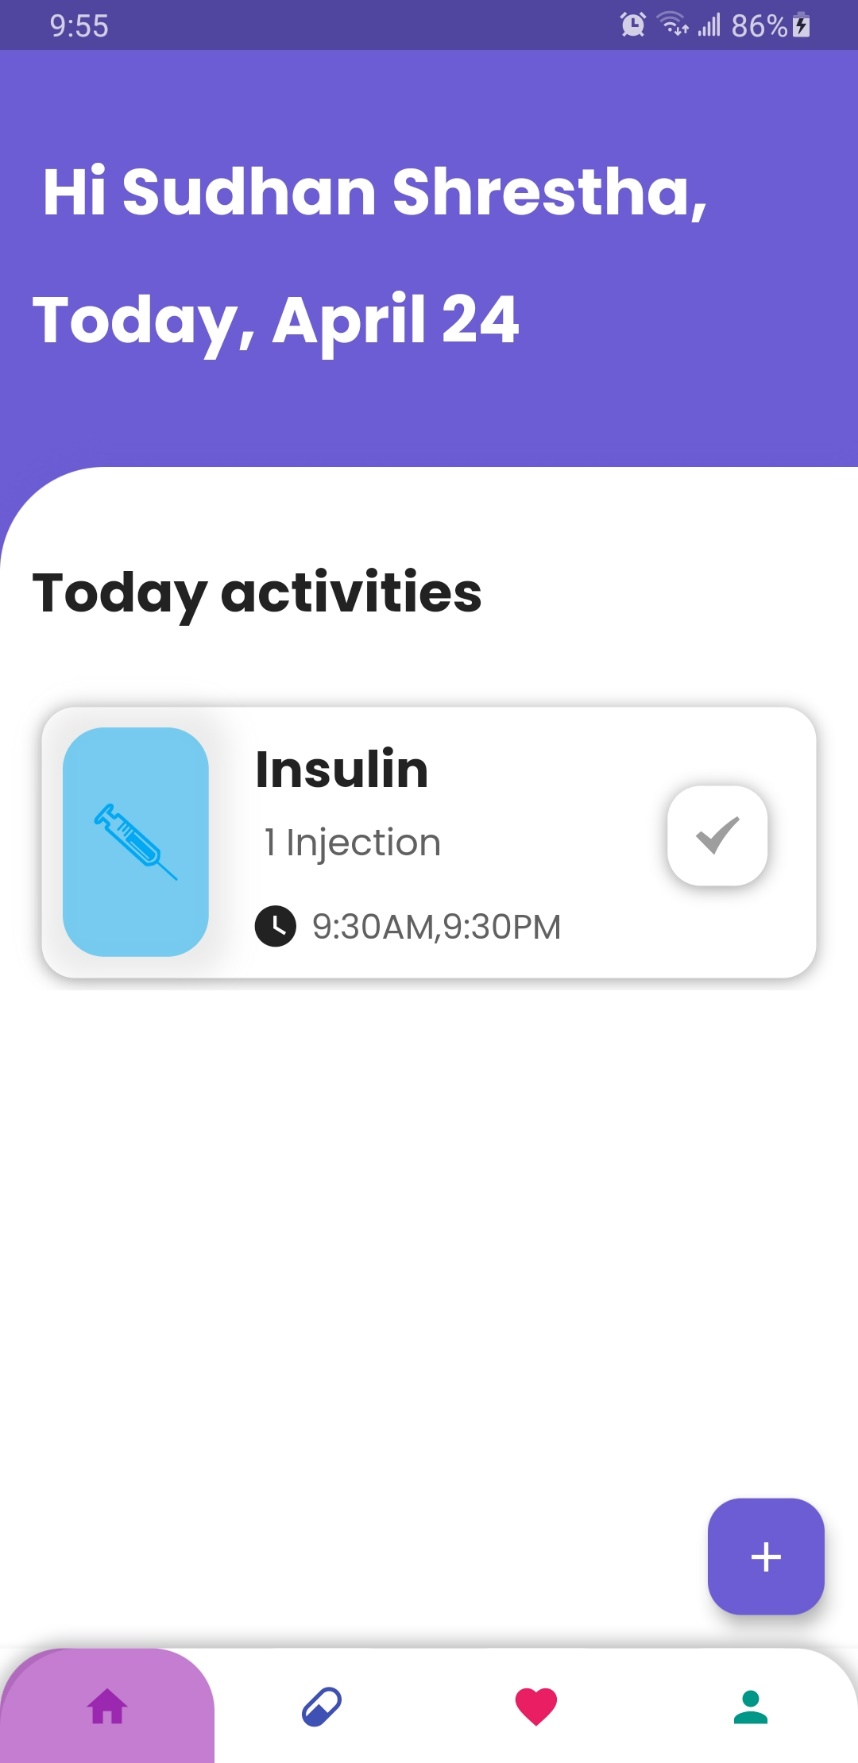 9:55 86%
Hi Sudhan Shrestha,
Today, April 24
Today activities
Insulin
1 Injection
9:30AM,9:30PM
+